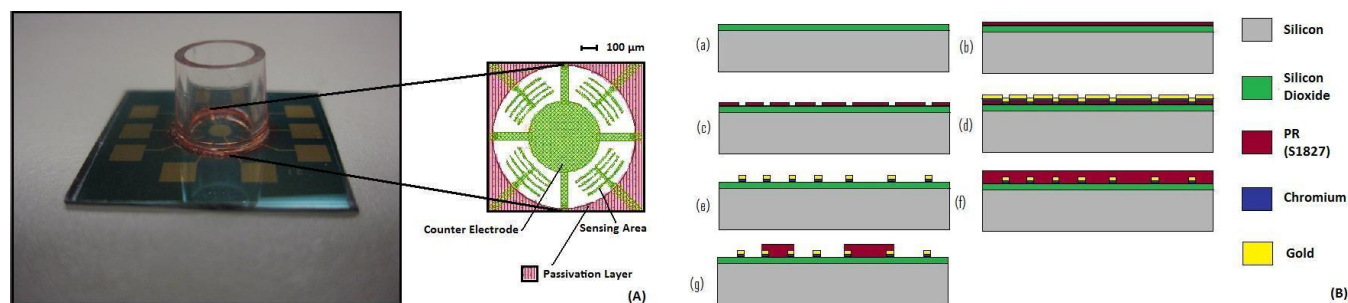 100 µm
Counter Electrode
Sensing Area
Passivation Layer
(A)
(a)
(b)
(c)
(d)
(e)
(f)
(g)
Silicon
Silicon
Dioxide
PR
(S1827)
Chromium
Gold
(B)